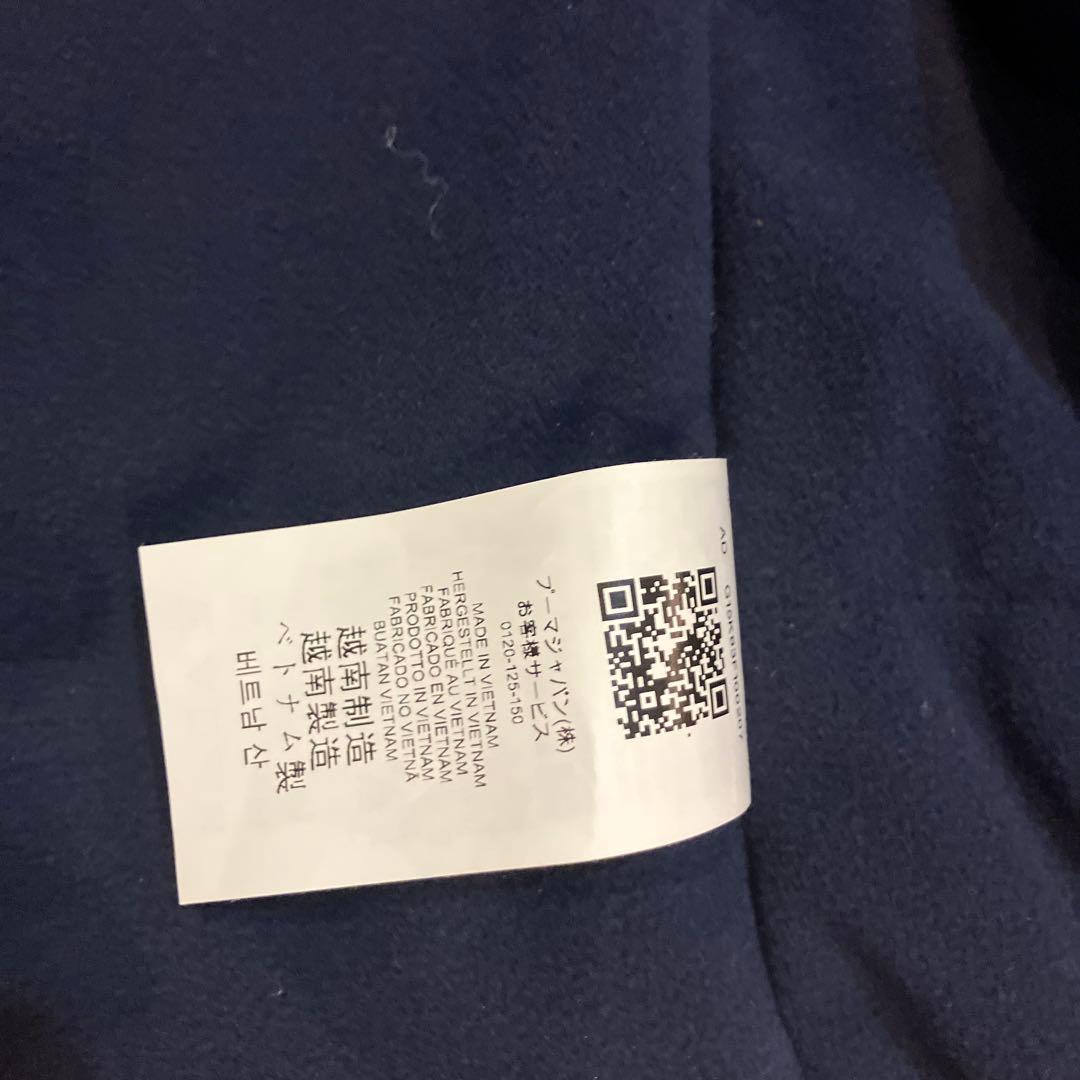 プーマジャパン(株)
お客様サービス
0120-125-150
MADE IN VIETNAM
HERGESTELLT IN VIETNAM
FABRIQUÉ AU VIETNAM
FABRICADO EN VIETNAM
PRODOTTO IN VIETNAM
FABRICADO NO VIETNÃ
BUATAN VIETNAM
越南制造
越南製造
ベトナム製
베트남 산